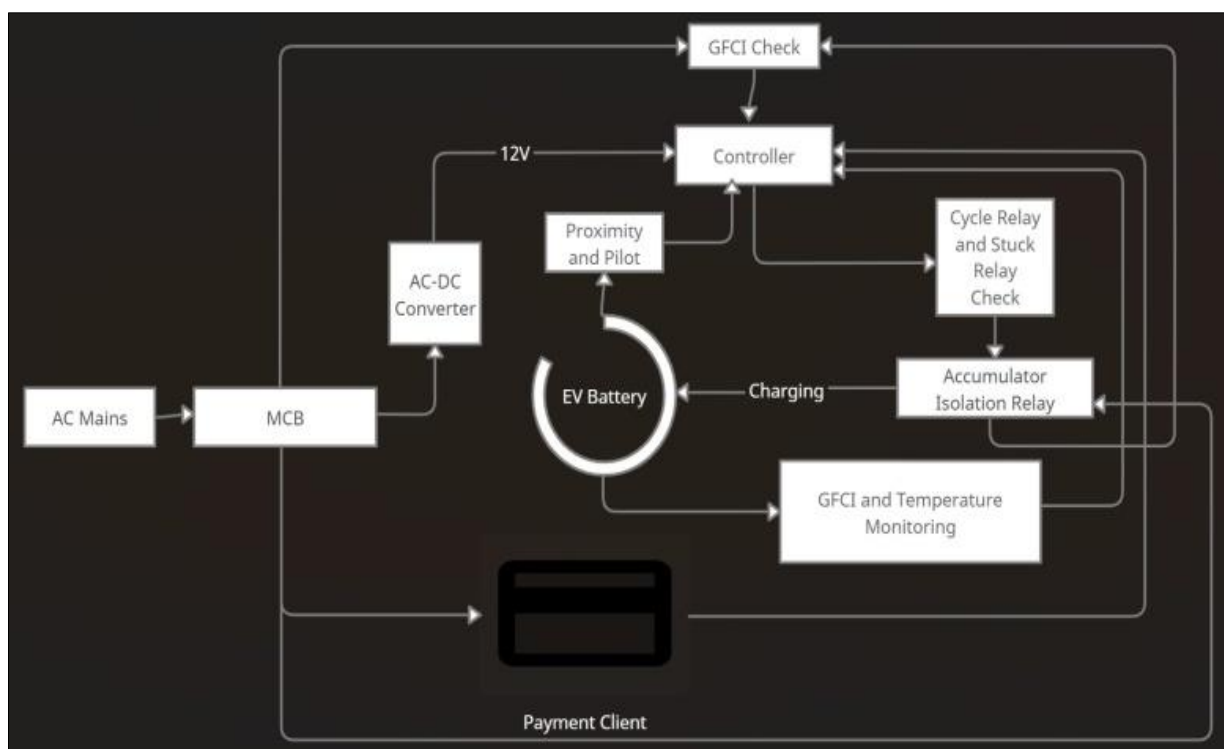 GFCI Check
12V
Controller
Proximity
and Pilot
Cycle Relay
and Stuck
Relay
Check
AC-DC
Converter
AC Mains
MCB
EV Battery
Charging
Accumulator
Isolation Relay
GFCI and Temperature
Monitoring
Payment Client